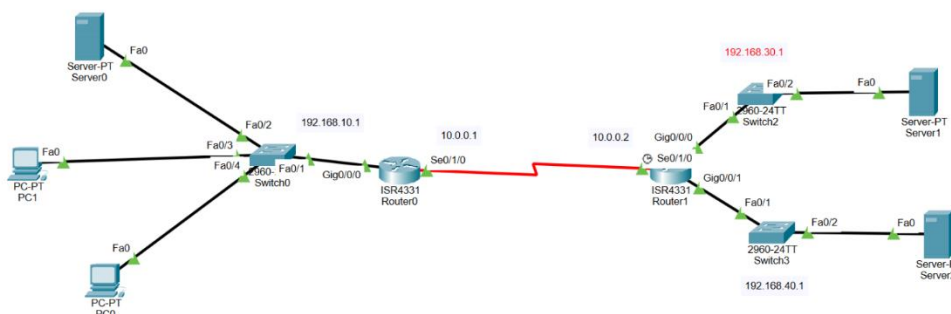 Fa0
Server-PT
Server0
Fa0/2
192.168.10.1
Fa0
Fa0/3
Fa0/4
Fa0/1
2960-
Switch0
PC-PT
PC1
Gig0/0/0
ISR4331
Router0
10.0.0.1
Se0/1/0
Fa0
PC-PT
PC0
192.168.30.1
Fa0/2
Fa0
Fa0/1
2960-24TT
Switch2
Server-PT
Server1
10.0.0.2
Gig0/0/0
Se0/1/0
ISR4331
Router1
Gig0/0/1
Fa0/1
Fa0/2
Fa0
2960-24TT
Switch3
192.168.40.1